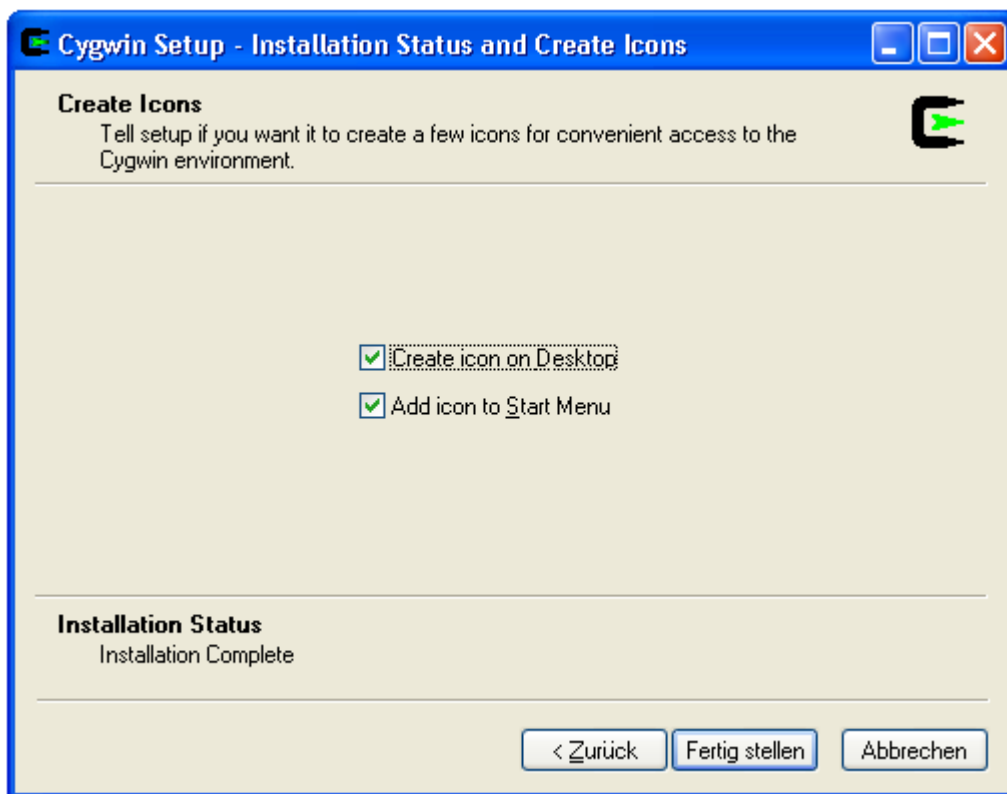 Cygwin Setup - Installation Status and Create Icons
Create Icons
Tell setup if you want it to create a few icons for convenient access to the
Cygwin environment.
Create icon on Desktop
Add icon to Start Menu
Installation Status
Installation Complete
< Zurück
Fertig stellen
Abbrechen